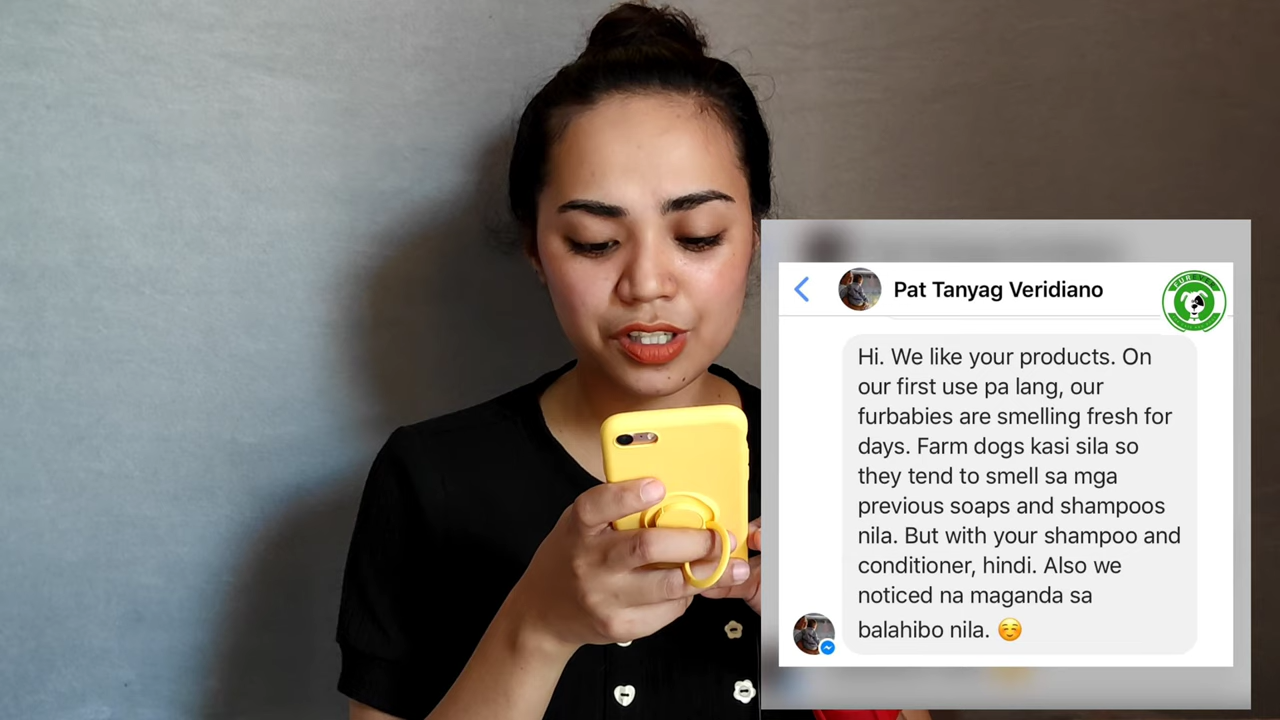 Pat Tanyag Veridiano
Hi. We like your products. On
our first use pa lang, our
furbabies are smelling fresh for
days. Farm dogs kasi sila so
they tend to smell sa mga
previous soaps and shampoos
nila. But with your shampoo and
conditioner, hindi. Also we
noticed na maganda sa
balahibo nila. ☺️